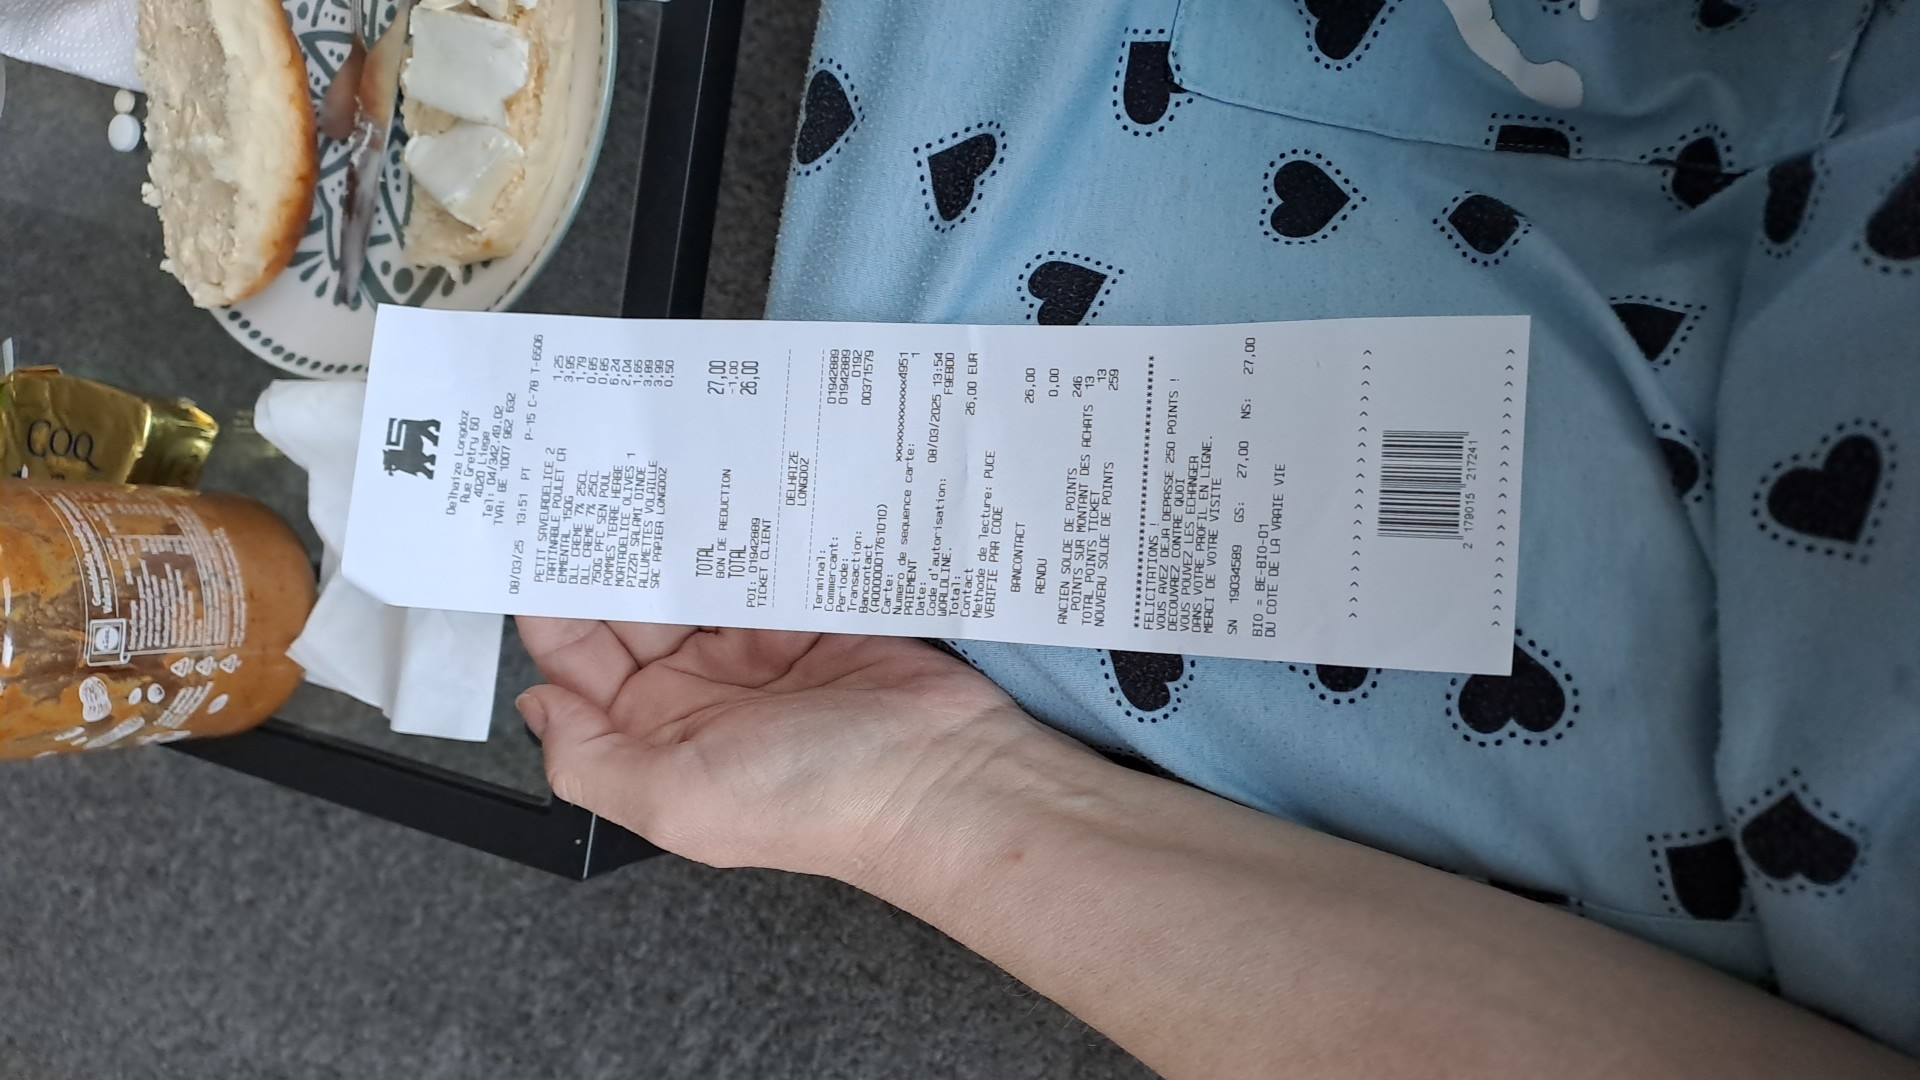 COQ
Delhaize Longdoz
Rue Gretry 60
4020 Liege
Tel: 04/342.49.02
TVA: BE 1007 962 632
08/03/25 13:51 PT P-15 C-78 T-6506
PETIT SAVEURDELICE 2 1,25
TARTINABLE POULET CR 3,95
EMMENTAL 150G 1,79
DLL CREME 7% 25CL 0,85
DLL CREME 7% 25CL 0,85
750G PFC SEN POUL 6,24
POMMES TERRE HERBE 2,04
MORTADELICE OLIVES 1 1,65
PIZZA SALAMI DINDE 3,89
ALLUMETTES VOLAILLE 3,99
SAC PAPIER LONGDOZ 0,50
TOTAL 27,00
BON DE REDUCTION -1,00
TOTAL 26,00
POI: 01942889
TICKET CLIENT
DELHAIZE
LONGDOZ
Terminal: 01942889
Commercant: 01942889
Periode: 0192
Transaction: 00371579
Bancontact
(A0000001761010)
Carte: xxxxxxxxxxxxx4951
Numero de sequence carte: 1
PAIEMENT
Date: 08/03/2025 13:54
Code d'autorisation: F9E8D0
WORLDLINE.
Total: 26,00 EUR
Contact
Methode de lecture: PUCE
VERIFIE PAR CODE
BANCONTACT 26,00
RENDU 0,00
ANCIEN SOLDE DE POINTS 246
POINTS SUR MONTANT DES ACHATS 13
TOTAL POINTS TICKET 13
NOUVEAU SOLDE DE POINTS 259
FELICITATIONS !
VOUS AVEZ DEJA DEPASSE 250 POINTS !
DECOUVREZ CONTRE QUOI
VOUS POUVEZ LES ECHANGER
DANS VOTRE PROFIL EN LIGNE.
MERCI DE VOTRE VISITE.
SN 19034589 GS: 27,00 NS: 27,00
BIO = BE-BIO-01
DU COTE DE LA VRAIE VIE
2 179015 217241